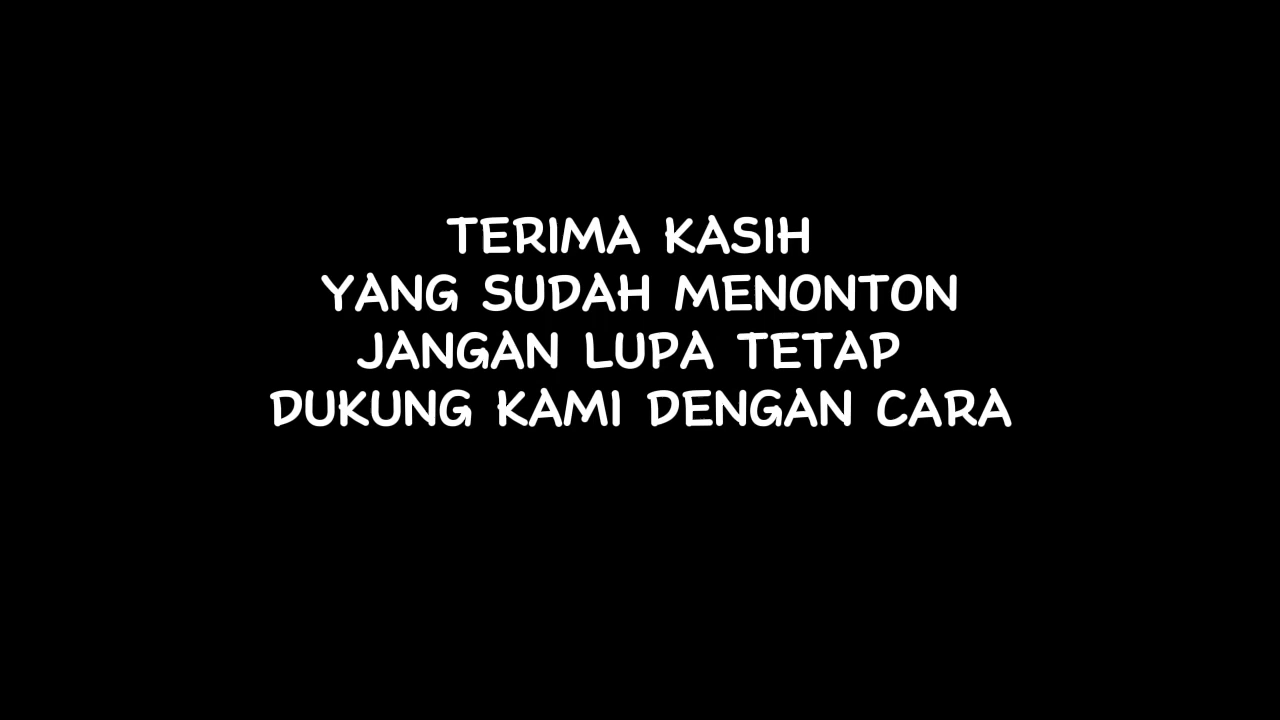 TERIMA KASIH
YANG SUDAH MENONTON
JANGAN LUPA TETAP
DUKUNG KAMI DENGAN CARA